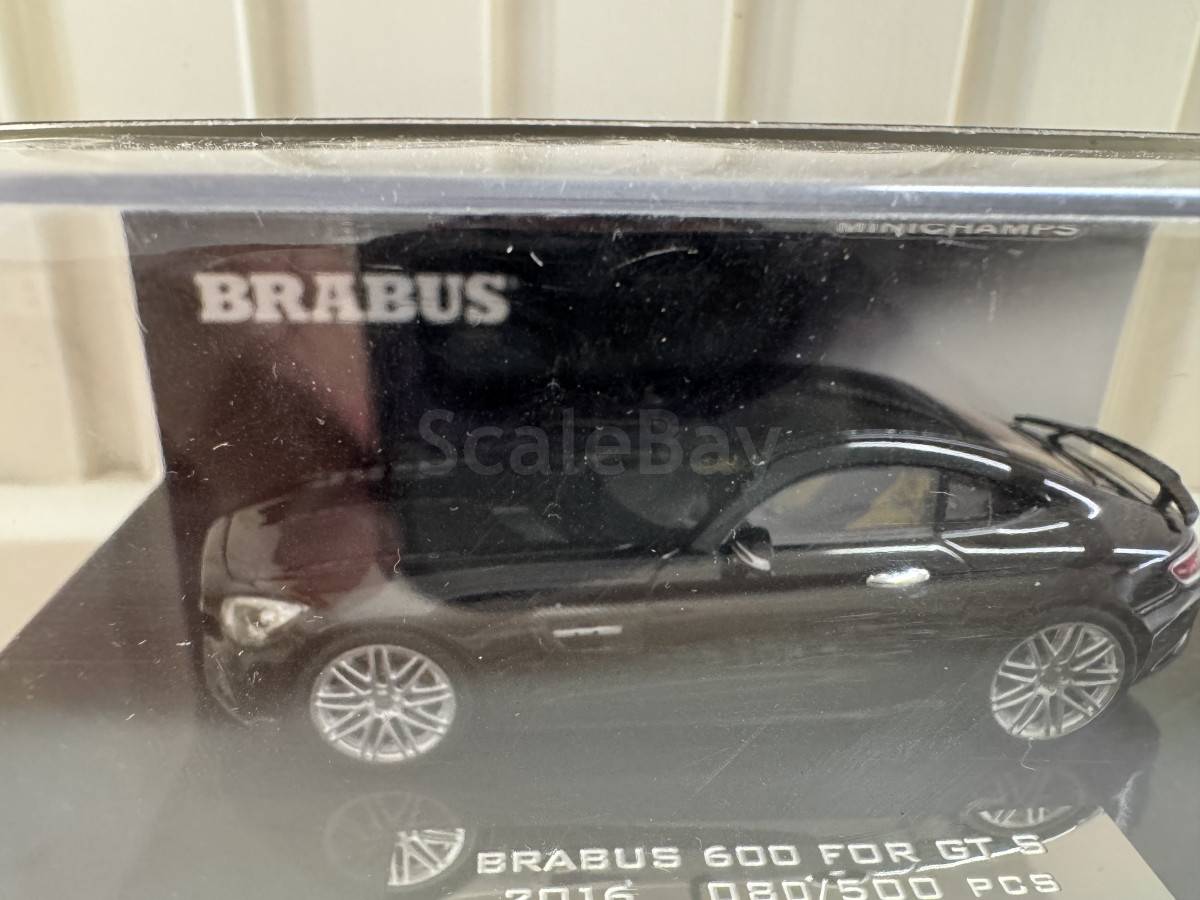 MINICHAMPS
BRABUS
ScaleBay
BRABUS 600 FOR GT S
2016 080/500 PCS